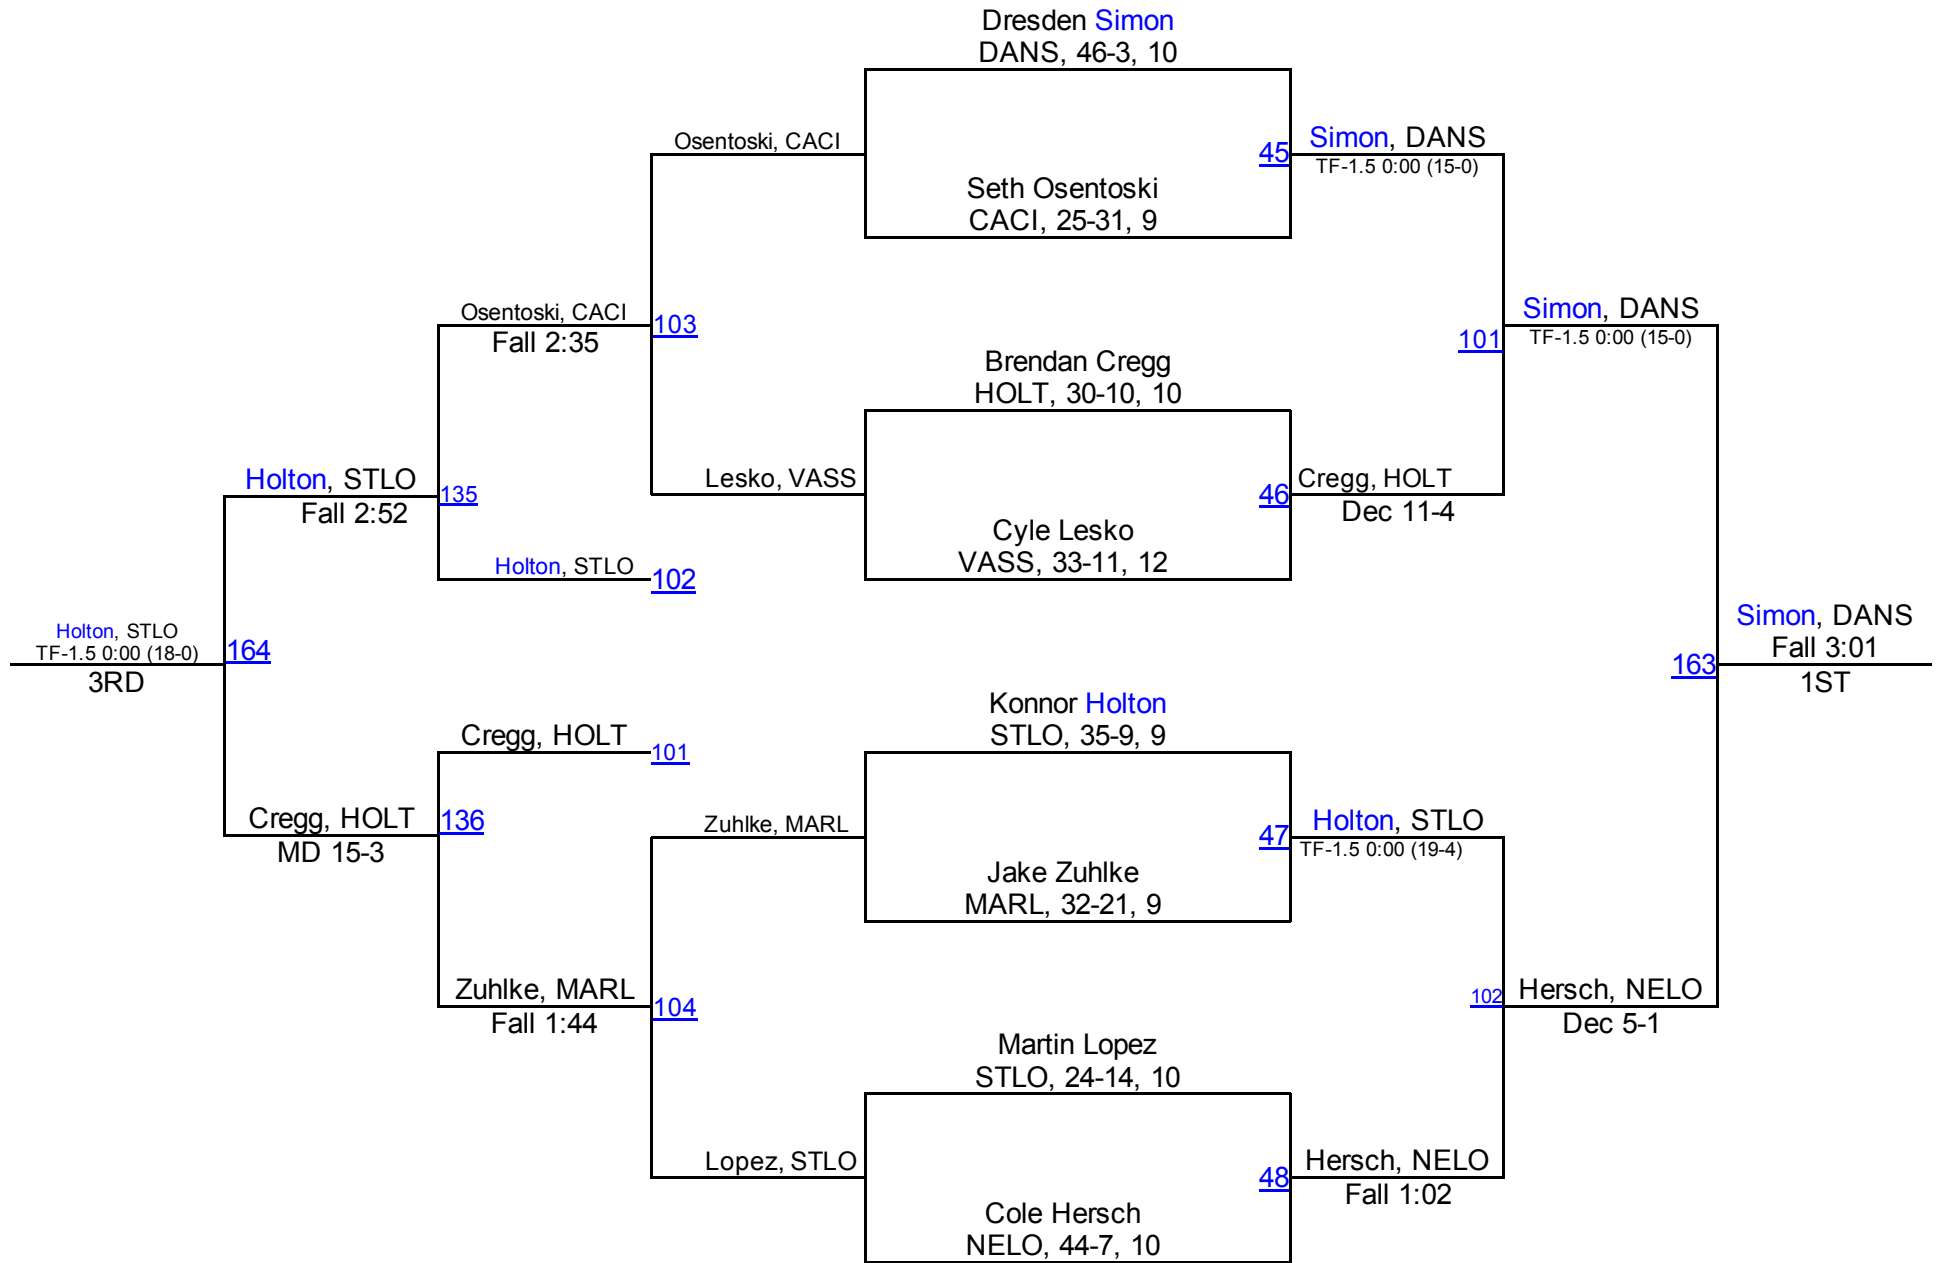 Dresden Simon
DANS, 46-3, 10
Osentoski, CACI
45
Simon, DANS
TF-1.5 0:00 (15-0)
Seth Osentoski
CACI, 25-31, 9
Osentoski, CACI
Fall 2:35
103
Simon, DANS
TF-1.5 0:00 (15-0)
101
Brendan Cregg
HOLT, 30-10, 10
Holton, STLO
Fall 2:52
135
Lesko, VASS
46
Cregg, HOLT
Dec 11-4
Cyle Lesko
VASS, 33-11, 12
Holton, STLO
102
Holton, STLO
TF-1.5 0:00 (18-0)
3RD
164
Simon, DANS
Fall 3:01
1ST
163
Konnor Holton
STLO, 35-9, 9
Cregg, HOLT
101
Cregg, HOLT
MD 15-3
136
Zuhlke, MARL
47
Holton, STLO
TF-1.5 0:00 (19-4)
Jake Zuhlke
MARL, 32-21, 9
Zuhlke, MARL
Fall 1:44
104
102
Hersch, NELO
Dec 5-1
Martin Lopez
STLO, 24-14, 10
Lopez, STLO
48
Hersch, NELO
Fall 1:02
Cole Hersch
NELO, 44-7, 10